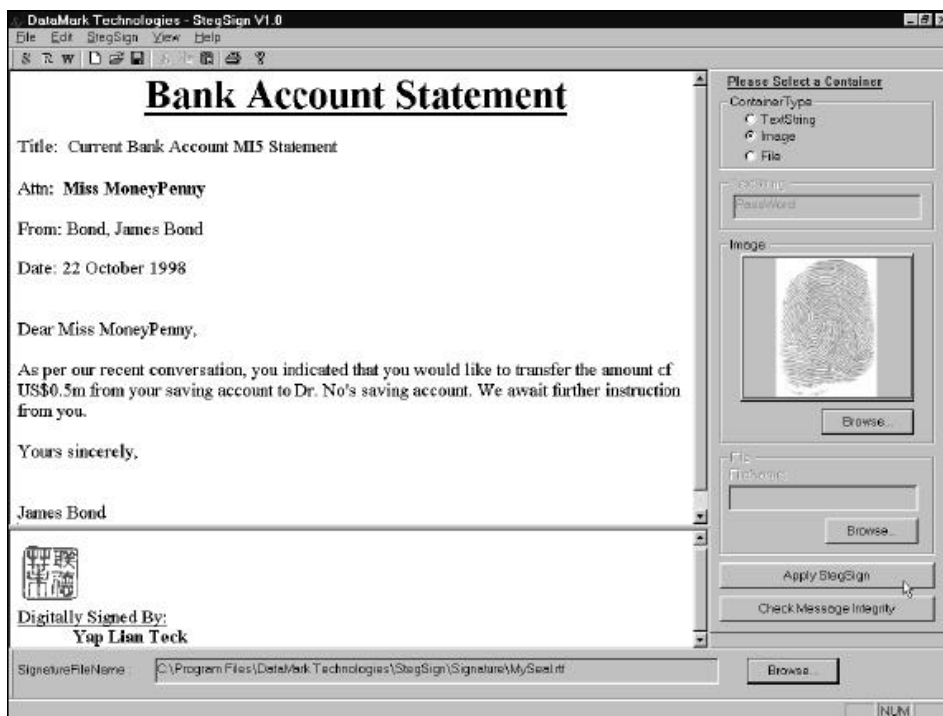 DataMark Technologies - StegSign V1.0
File Edit StegSign View Help
S R W
Bank Account Statement
Title: Current Bank Account MI5 Statement
Attn: Miss MoneyPenny
From: Bond, James Bond
Date: 22 October 1998
Dear Miss MoneyPenny,
As per our recent conversation, you indicated that you would like to transfer the amount of
US$0.5m from your saving account to Dr. No's saving account. We await further instruction
from you.
Yours sincerely,
James Bond
Digitally Signed By:
Yap Lian Teck
Please Select a Container
ContainerType
TextString
Image
File
TextString
PassWord
Image
Browse...
File
FileName:
Browse...
Apply StegSign
Check Message Integrity
SignatureFileName : C:\Program Files\DataMark Technologies\StegSign\Signature\MySeal.rtf Browse...
NUM